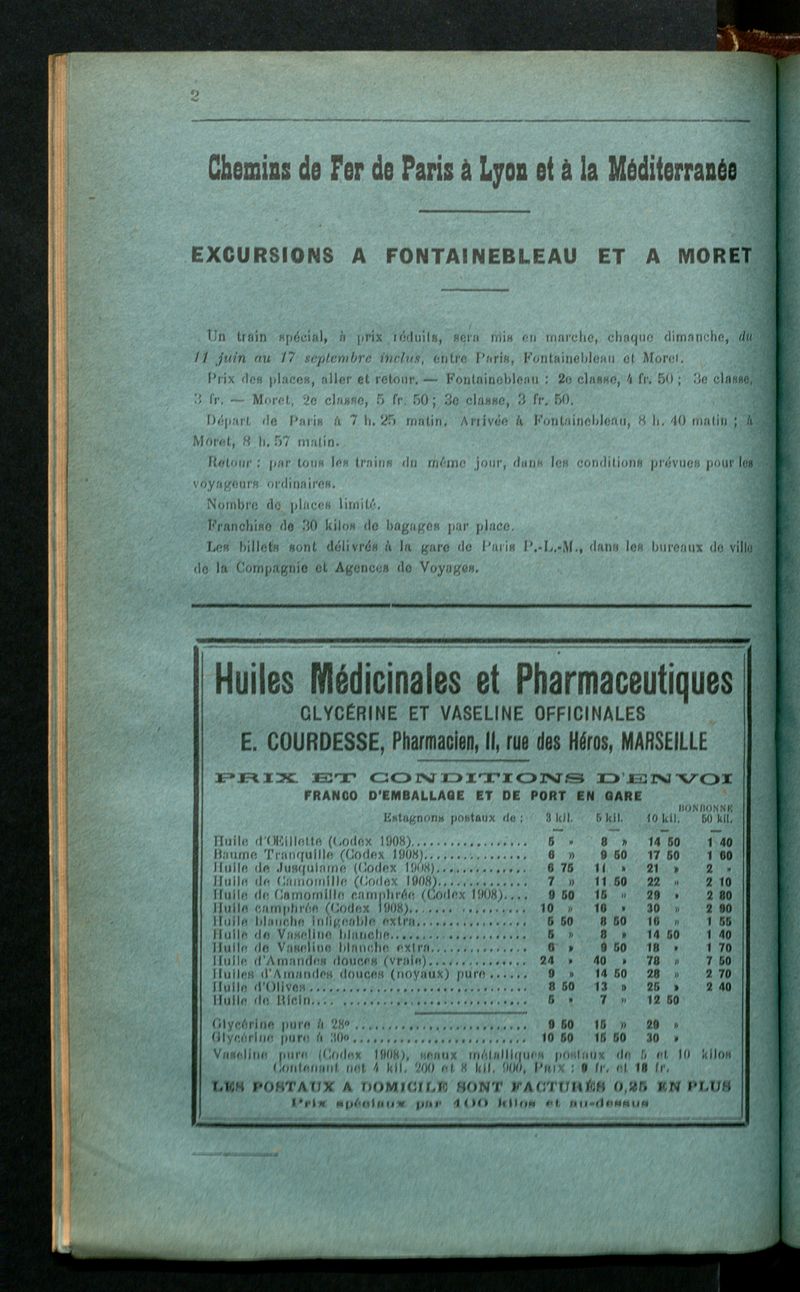 2
Chemins de Fer de Paris à Lyon et à la Méditerranée
EXCURSIONS A FONTAINEBLEAU ET A MORET
Un train spécial, à prix réduits, sera mis en marche, chaque dimanche, du
11 juin au 17 septembre inclus, entre Paris, Fontainebleau et Moret.
Prix des places, aller et retour. — Fontainebleau : 2e classe, 4 fr. 50 ; 3e classe,
3 fr. — Moret, 2e classe, 5 fr. 50 ; 3e classe, 3 fr. 50.
Départ de Paris à 7 h. 25 matin. Arrivée à Fontainebleau, 8 h. 40 matin ; à
Moret, 8 h. 57 matin.
Retour : par tous les trains du même jour, dans les conditions prévues pour les
voyageurs ordinaires.
Nombre de places limité.
Franchise de 30 kilos de bagages par place.
Les billets sont délivrés à la gare de Paris P.-L.-M., dans les bureaux de ville
de la Compagnie et Agences de Voyages.
Huiles Médicinales et Pharmaceutiques
GLYCÉRINE ET VASELINE OFFICINALES
E. COURDESSE, Pharmacien, 11, rue des Héros, MARSEILLE
PRIX ET CONDITIONS D'ENVOI
FRANCO D'EMBALLAGE ET DE PORT EN GARE
BONBONNE
Estagnons postaux de : 3 kil. 5 kil. 10 kil. 50 kil.
Huile d'Œillette (Codex 1908) 5 » 8 » 14 50 1 40
Baume Tranquille (Codex 1908) 6 » 9 50 17 50 1 60
Huile de Jusquiame (Codex 1908) 6 75 11 » 21 » 2 »
Huile de Camomille (Codex 1908) 7 » 11 50 22 » 2 10
Huile de Camomille camphrée (Codex 1908) 9 50 15 » 29 » 2 80
Huile camphrée (Codex 1908) 10 » 16 » 30 » 2 90
Huile blanche infigeable extra 5 50 8 50 16 » 1 55
Huile de Vaseline blanche 5 » 8 » 14 50 1 40
Huile de Vaseline blanche extra 6 » 9 50 18 » 1 70
Huile d'Amandes douces (vraie) 24 » 40 » 78 » 7 50
Huiles d'Amandes douces (noyaux) pure 9 » 14 50 28 » 2 70
Huile d'Olives 8 50 13 » 25 » 2 40
Huile de Ricin 5 » 7 » 12 50
Glycérine pure à 28° 9 50 15 » 29 »
Glycérine pure à 30° 10 50 15 50 30 »
Vaseline pure (Codex 1908), seaux métalliques postaux de 5 et 10 kilos
Contenant net 4 kil. 200 et 8 kil. 900, Prix : 9 fr. et 18 fr.
LES POSTAUX A DOMICILE SONT FACTURÉS 0,25 EN PLUS
Prix spéciaux par 100 kilos et au-dessus